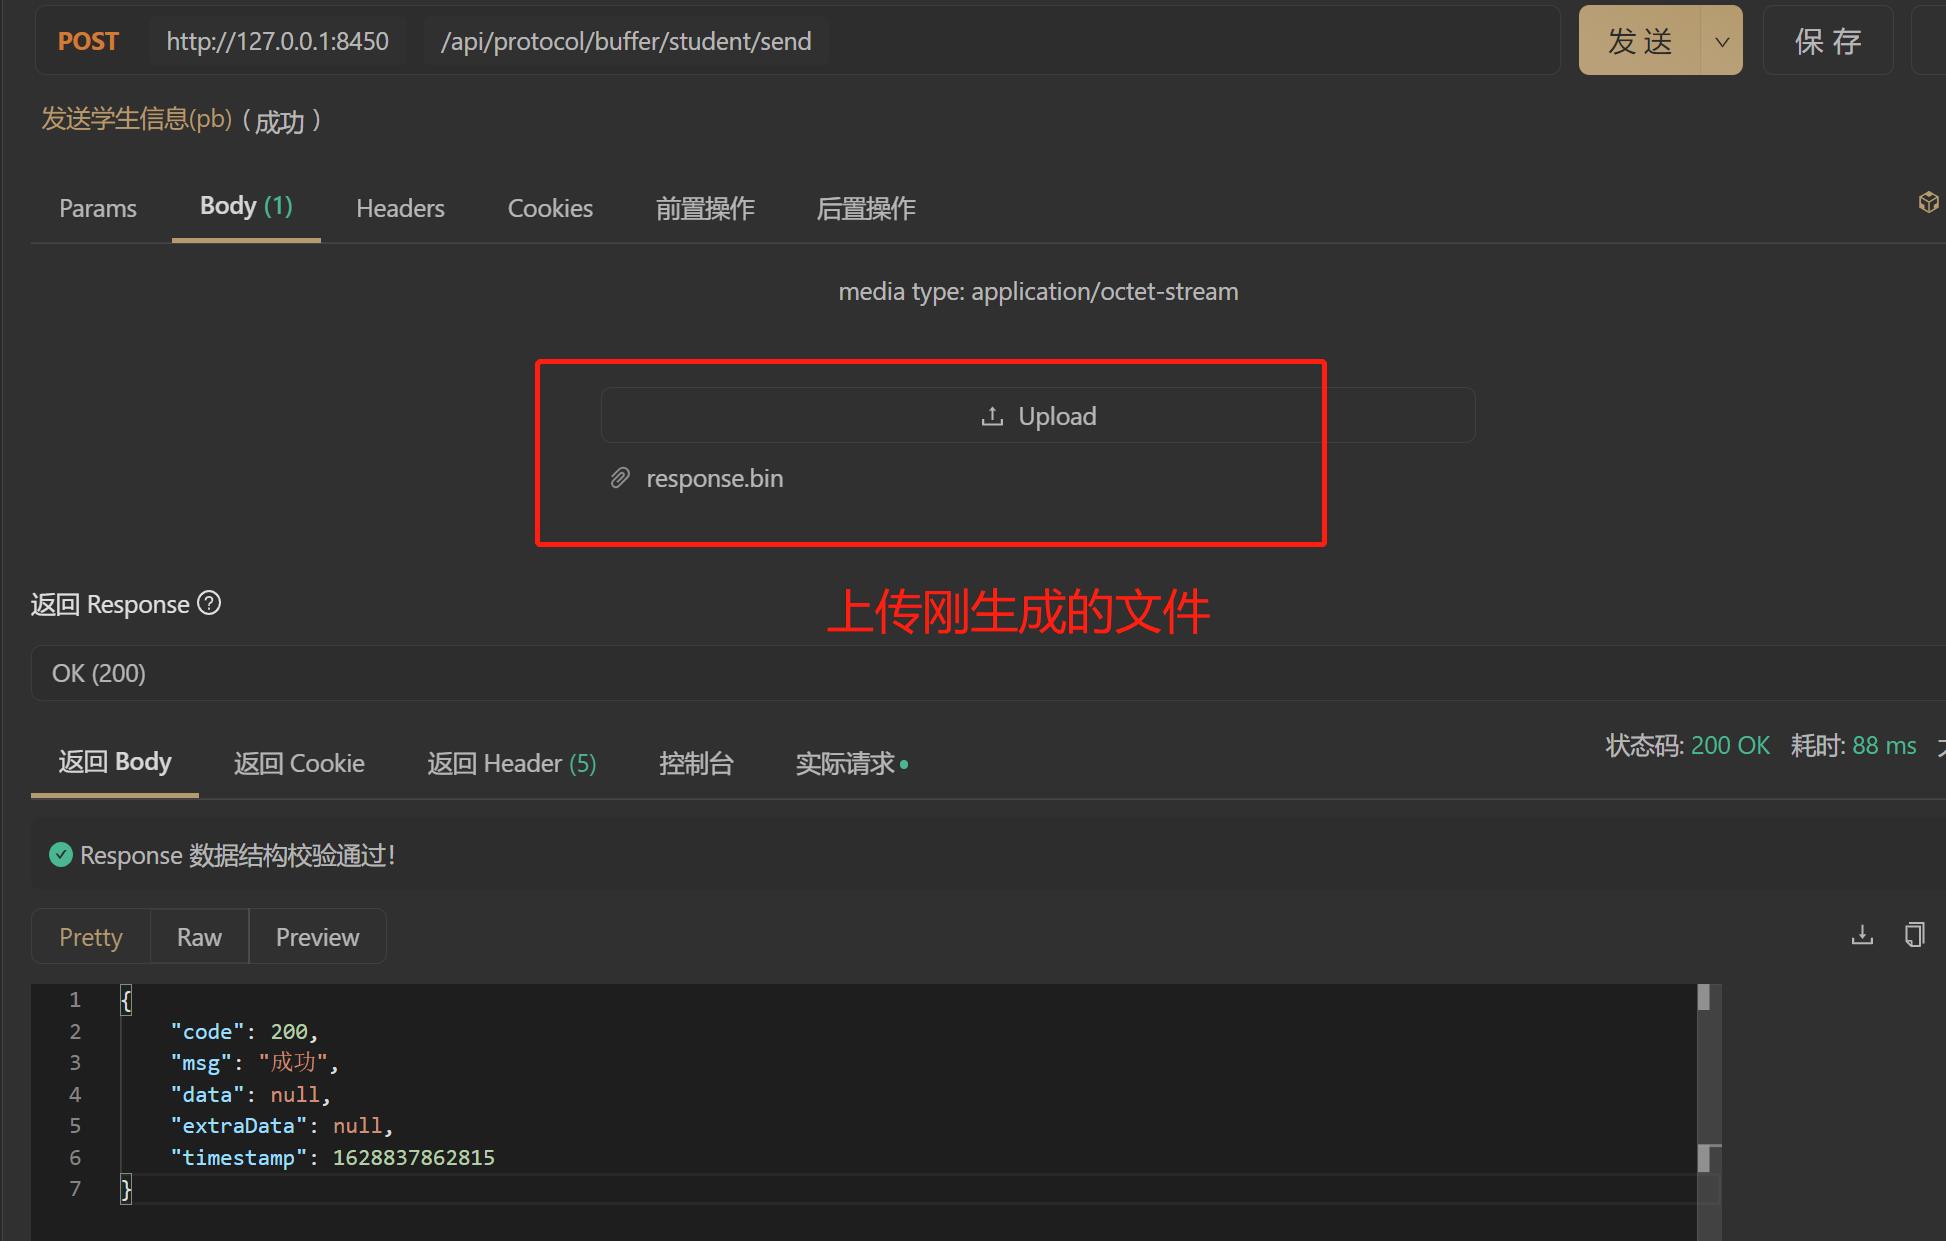 POST http://127.0.0.1:8450 /api/protocol/buffer/student/send 发送 保存
发送学生信息(pb) (成功)
Params Body (1) Headers Cookies 前置操作 后置操作
media type: application/octet-stream
Upload
response.bin
上传刚生成的文件
返回 Response ?
OK (200)
返回 Body 返回 Cookie 返回 Header (5) 控制台 实际请求 状态码: 200 OK 耗时: 88 ms
Response 数据结构校验通过!
Pretty Raw Preview
1 {
2 "code": 200,
3 "msg": "成功",
4 "data": null,
5 "extraData": null,
6 "timestamp": 1628837862815
7 }